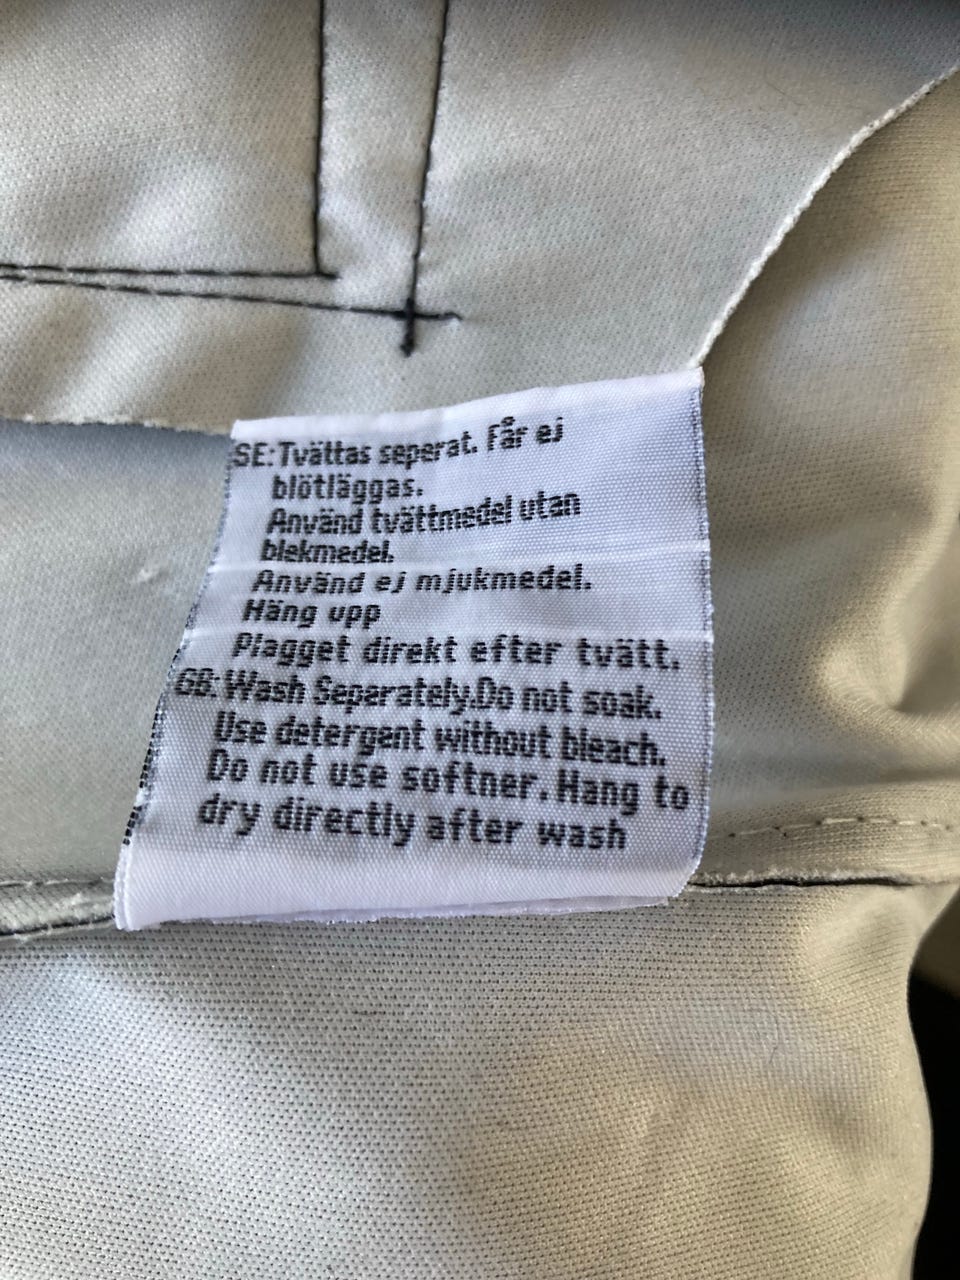 SE:Tvättas seperat. Får ej
blötläggas.
Använd tvättmedel utan
blekmedel.
Använd ej mjukmedel.
Häng upp
Plagget direkt efter tvätt.
GB:Wash Seperately.Do not soak.
Use detergent without bleach.
Do not use softner.Hang to
dry directly after wash